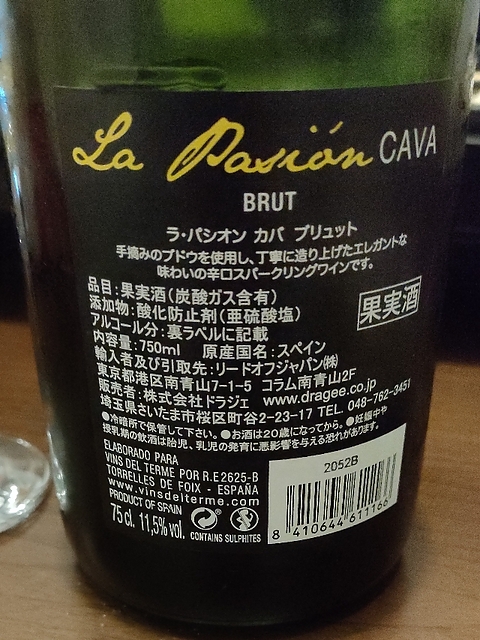 La Pasión CAVA
BRUT
ラ・パシオン カバ ブリュット
手摘みのブドウを使用し、丁寧に造り上げたエレガントな
味わいの辛口スパークリングワインです。
品目:果実酒(炭酸ガス含有)
添加物:酸化防止剤(亜硫酸塩)
果実酒
アルコール分:裏ラベルに記載
内容量:750ml 原産国名:スペイン
輸入者及び引取先:リードオフジャパン㈱
東京都港区南青山7-1-5 コラム南青山2F
販売者:株式会社ドラジェ www.dragee.co.jp
埼玉県さいたま市桜区町谷2-23-17 TEL. 048-762-3451
●冷暗所で保管して下さい。●お酒は20歳になってから。●妊娠中や
授乳期の飲酒は胎児、乳児の発育に悪影響を与える恐れがあります。
ELABORADO PARA
VINS DEL TERME POR R.E 2625-B
TORRELLES DE FOIX - ESPAÑA
www.vinsdelterme.com
PRODUCT OF SPAIN
75 cl. 11,5% vol.
CONTAINS SULPHITES
2052B
8 410644 611166